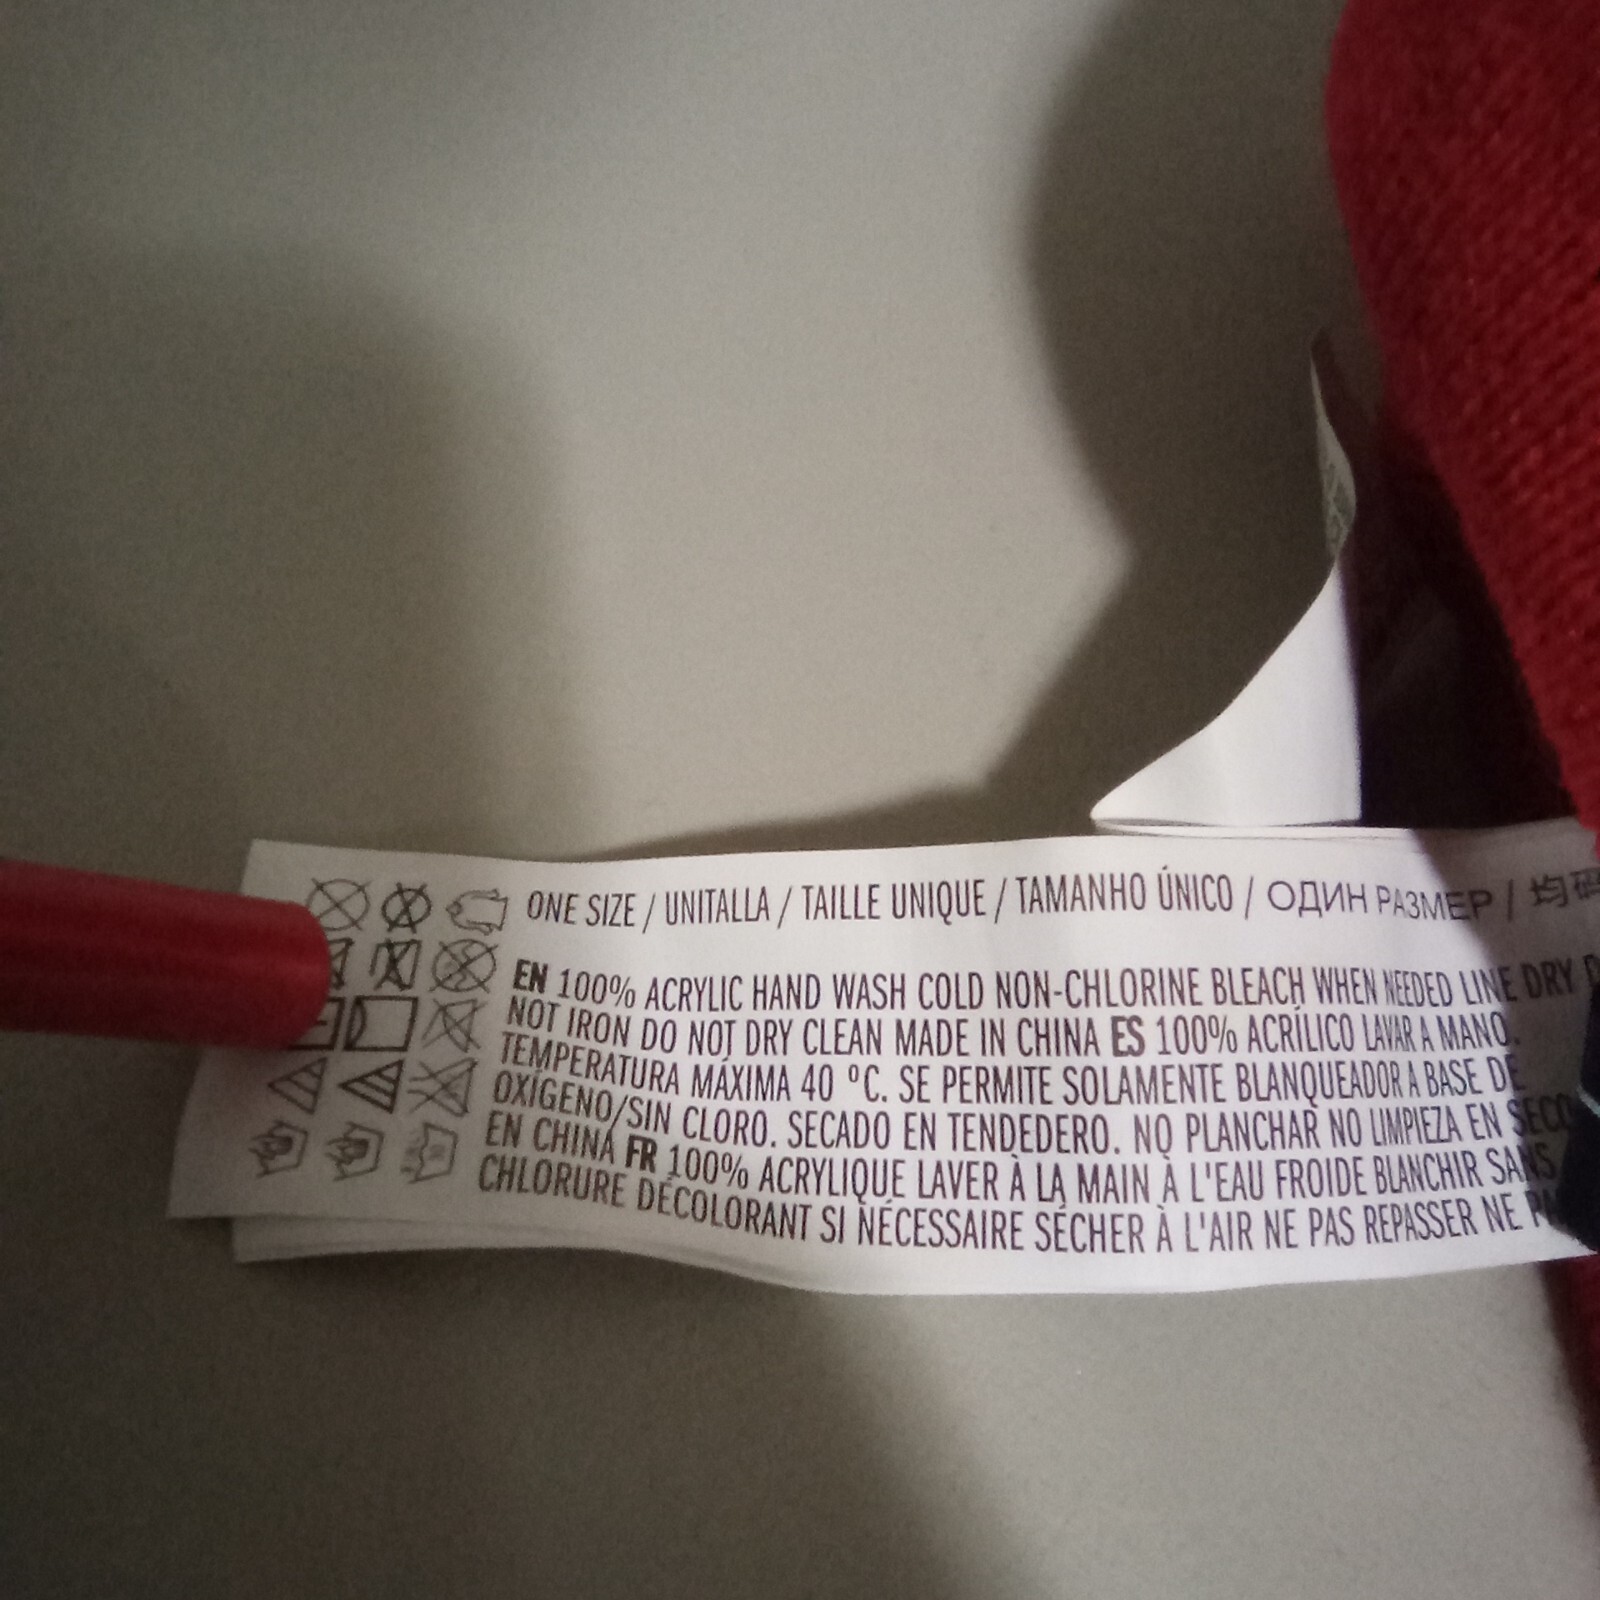 ONE SIZE / UNITALLA / TAILLE UNIQUE / TAMANHO ÚNICO / ОДИН РАЗМЕР / 均码
EN 100% ACRYLIC HAND WASH COLD NON-CHLORINE BLEACH WHEN NEEDED LINE DRY
NOT IRON DO NOT DRY CLEAN MADE IN CHINA ES 100% ACRÍLICO LAVAR A MANO.
TEMPERATURA MÁXIMA 40 ºC. SE PERMITE SOLAMENTE BLANQUEADOR A BASE DE
OXÍGENO/SIN CLORO. SECADO EN TENDEDERO. NO PLANCHAR NO LIMPIEZA EN SECO
EN CHINA FR 100% ACRYLIQUE LAVER À LA MAIN À L'EAU FROIDE BLANCHIR SANS
CHLORURE DÉCOLORANT SI NÉCESSAIRE SÉCHER À L'AIR NE PAS REPASSER NE